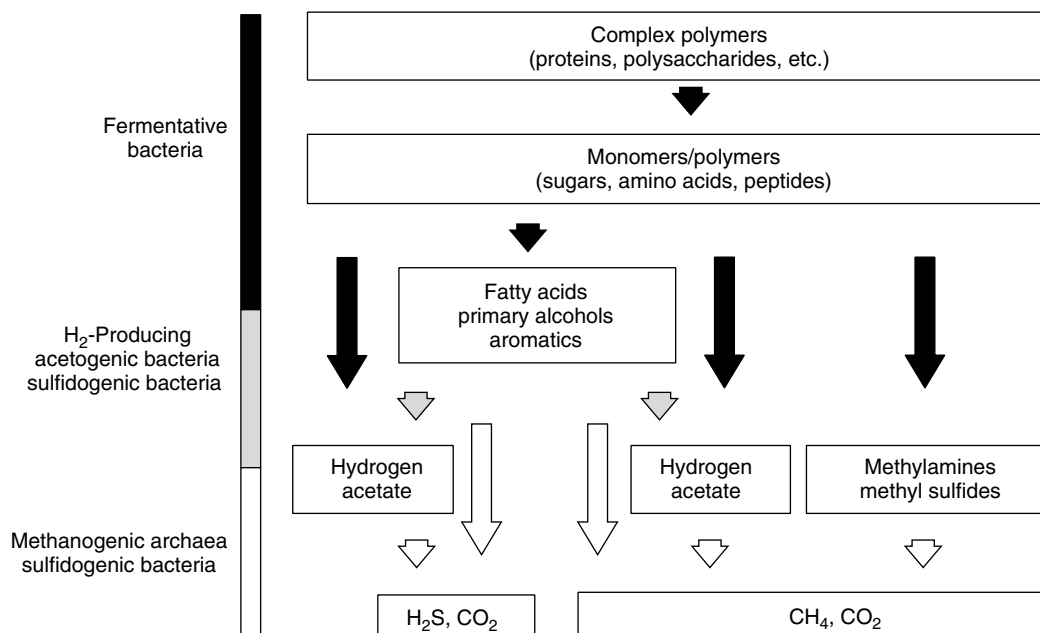 Complex polymers
(proteins, polysaccharides, etc.)
Fermentative
bacteria
Monomers/polymers
(sugars, amino acids, peptides)
Fatty acids
primary alcohols
aromatics
H₂-Producing
acetogenic bacteria
sulfidogenic bacteria
Hydrogen
acetate
Hydrogen
acetate
Methylamines
methyl sulfides
Methanogenic archaea
sulfidogenic bacteria
H₂S, CO₂
CH₄, CO₂